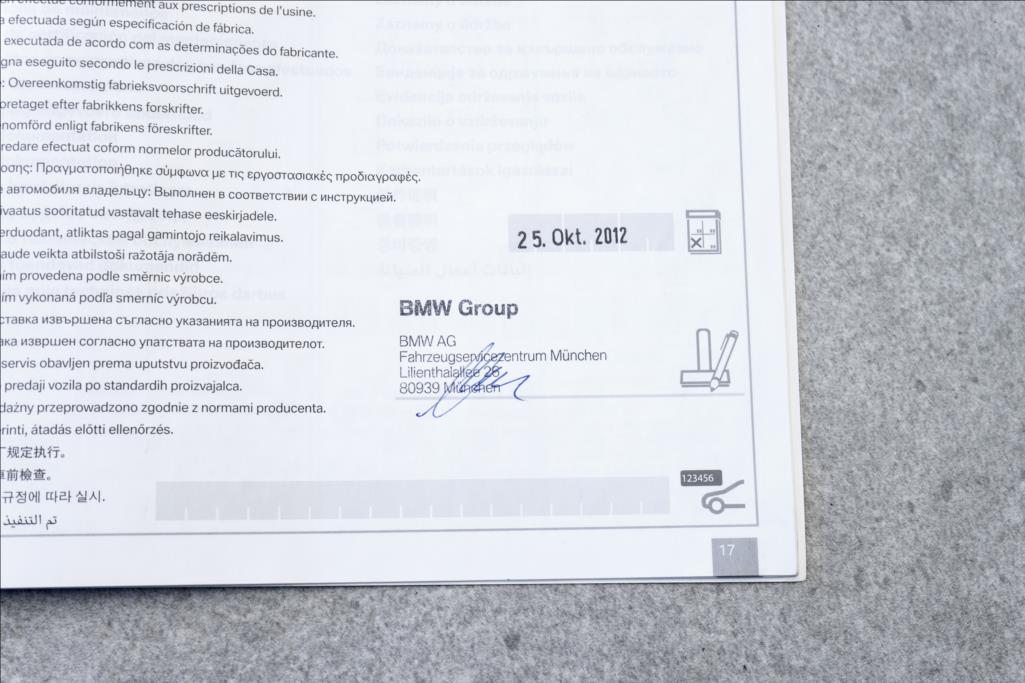 effectué conformément aux prescriptions de l'usine.
a efectuada según especificación de fábrica.
executada de acordo com as determinações do fabricante.
gna eseguito secondo le prescrizioni della Casa.
: Overeenkomstig fabrieksvoorschrift uitgevoerd.
oretaget efter fabrikkens forskrifter.
nomförd enligt fabrikens föreskrifter.
redare efectuat coform normelor producătorului.
οσης: Πραγματοποιήθηκε σύμφωνα με τις εργοστασιακές προδιαγραφές.
е автомобиля владельцу: Выполнен в соответствии с инструкцией.
ivaatus sooritatud vastavalt tehase eeskirjadele.
erduodant, atliktas pagal gamintojo reikalavimus.
aude veikta atbilstoši ražotāja norādēm.
ím provedena podle směrnic výrobce.
ím vykonaná podľa smerníc výrobcu.
ставка извършена съгласно указанията на производителя.
ака извршен согласно упатствата на производителот.
servis obavljen prema uputstvu proizvođača.
predaji vozila po standardih proizvajalca.
dażny przeprowadzono zgodnie z normami producenta.
rinti, átadás előtti ellenőrzés.
厂规定执行。
車前檢查。
규정에 따라 실시.
تم التنفيذ
25. Okt. 2012
BMW Group
BMW AG
Fahrzeugservicezentrum München
Lilienthalallee 26
80939 München
123456
17